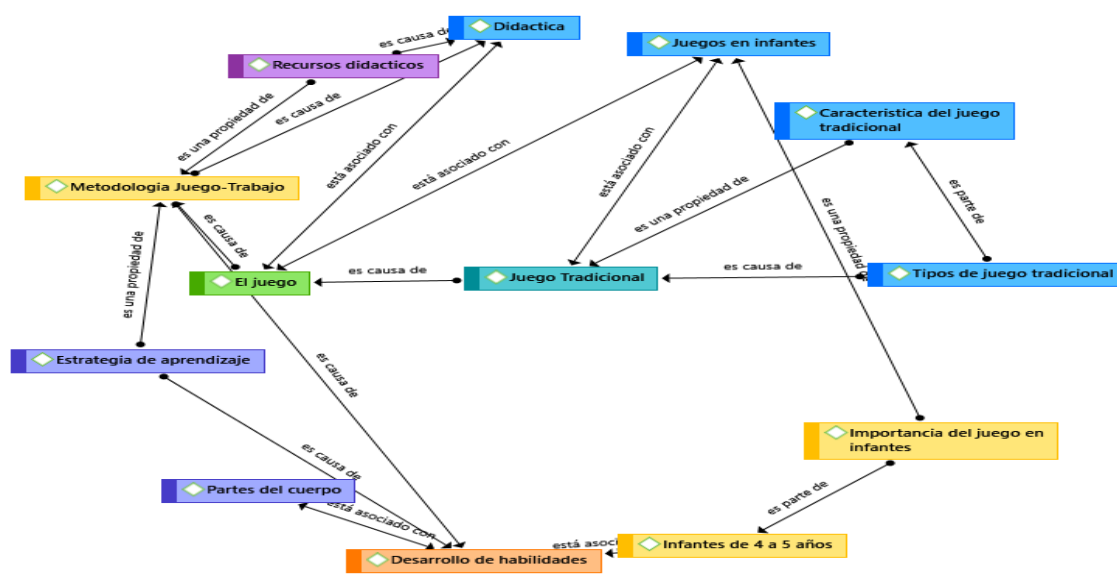 Didactica
es causa de
Juegos en infantes
Recursos didacticos
es una propiedad de
es causa de
Caracteristica del juego
tradicional
está asociado con
está asociado con
está asociado con
es una propiedad de
es parte de
Metodologia Juego-Trabajo
es causa de
es una propiedad de
es una propiedad de
El juego
es causa de
Juego Tradicional
es causa de
Tipos de juego tradicional
Estrategia de aprendizaje
es causa de
Importancia del juego en
infantes
es causa de
Partes del cuerpo
es parte de
está asociado con
Desarrollo de habilidades
está asoci
Infantes de 4 a 5 años